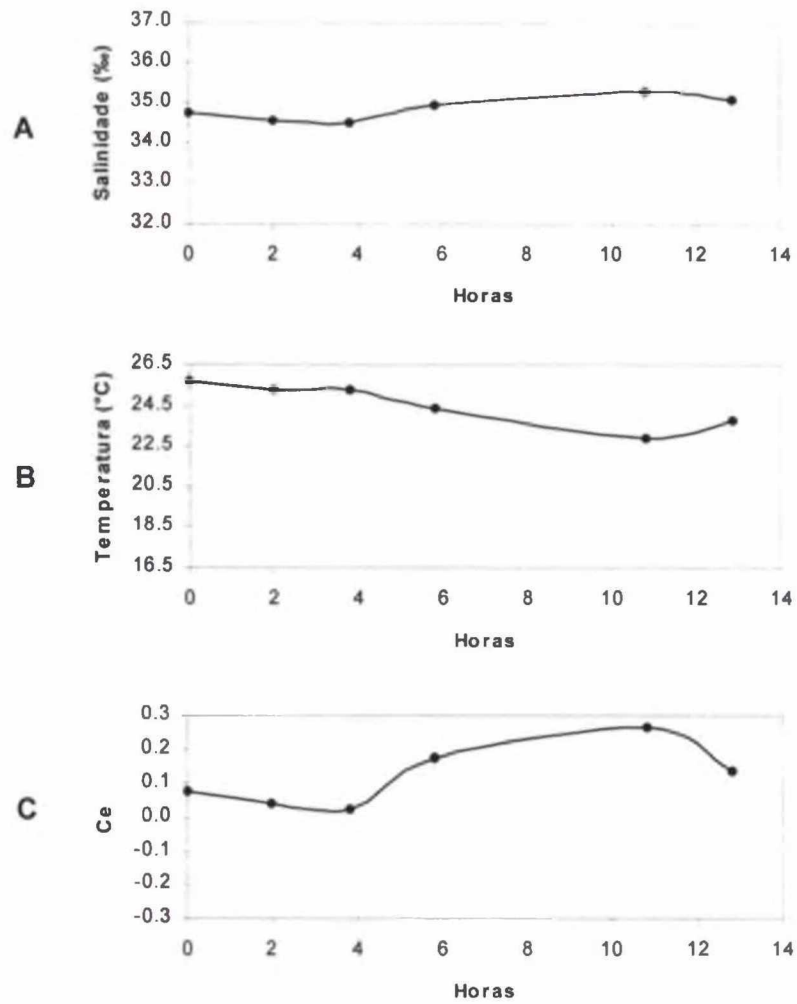 A
Salinidade (‰)
37.0
36.0
35.0
34.0
33.0
32.0
0 2 4 6 8 10 12 14
Horas
B
Temperatura (°C)
26.5
24.5
22.5
20.5
18.5
16.5
0 2 4 6 8 10 12 14
Horas
C
Ce
0.3
0.2
0.1
0.0
-0.1
-0.2
-0.3
0 2 4 6 8 10 12 14
Horas